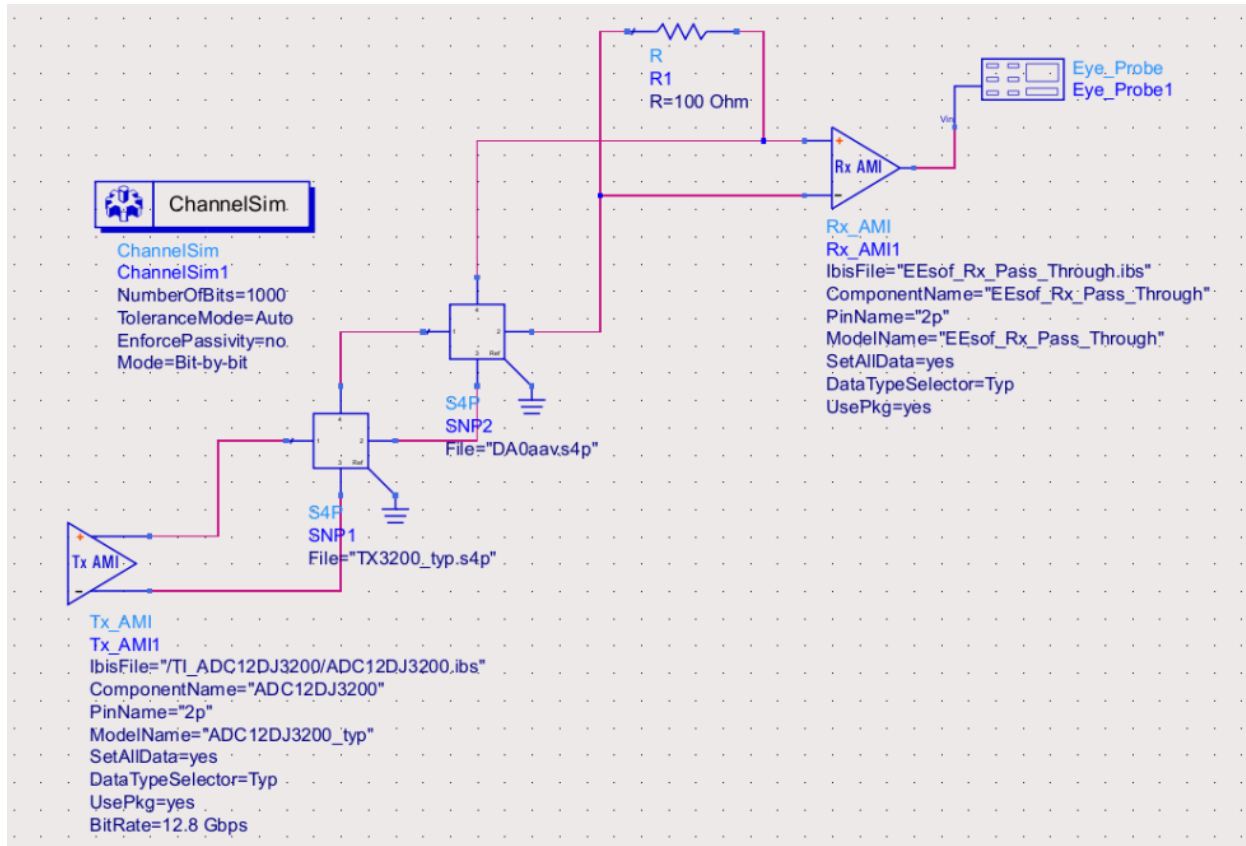 R
R1
R=100 Ohm
Eye_Probe
Eye_Probe1
Vin
+
Rx AMI
−
ChannelSim
ChannelSim
ChannelSim1
NumberOfBits=1000
ToleranceMode=Auto
EnforcePassivity=no
Mode=Bit-by-bit
Rx_AMI
Rx_AMI1
IbisFile="EEsof_Rx_Pass_Through.ibs"
ComponentName="EEsof_Rx_Pass_Through"
PinName="2p"
ModelName="EEsof_Rx_Pass_Through"
SetAllData=yes
DataTypeSelector=Typ
UsePkg=yes
4
1
2
3 Ref
S4P
SNP2
File="DA0aav.s4p"
4
1
2
3 Ref
S4P
SNP1
File="TX3200_typ.s4p"
+
Tx AMI
−
Tx_AMI
Tx_AMI1
IbisFile="/TI_ADC12DJ3200/ADC12DJ3200.ibs"
ComponentName="ADC12DJ3200"
PinName="2p"
ModelName="ADC12DJ3200_typ"
SetAllData=yes
DataTypeSelector=Typ
UsePkg=yes
BitRate=12.8 Gbps